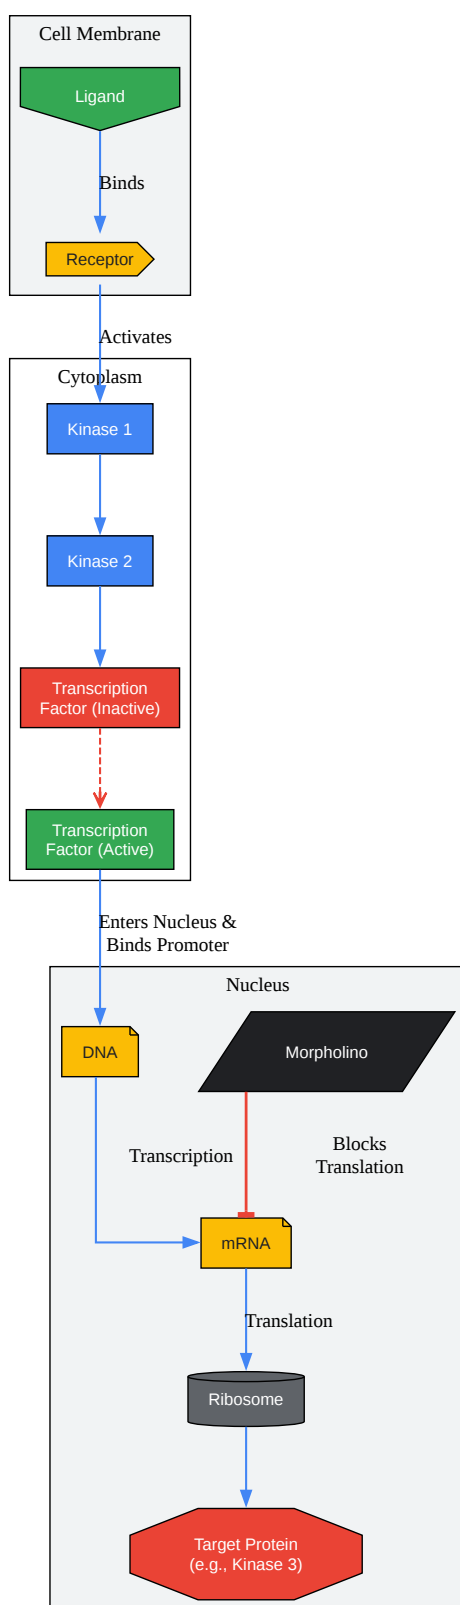 Cell Membrane
Ligand
Binds
Receptor
Activates
Cytoplasm
Kinase 1
Kinase 2
Transcription
Factor (Inactive)
Transcription
Factor (Active)
Enters Nucleus &
Binds Promoter
Nucleus
DNA
Morpholino
Transcription
Blocks
Translation
mRNA
Translation
Ribosome
Target Protein
(e.g., Kinase 3)